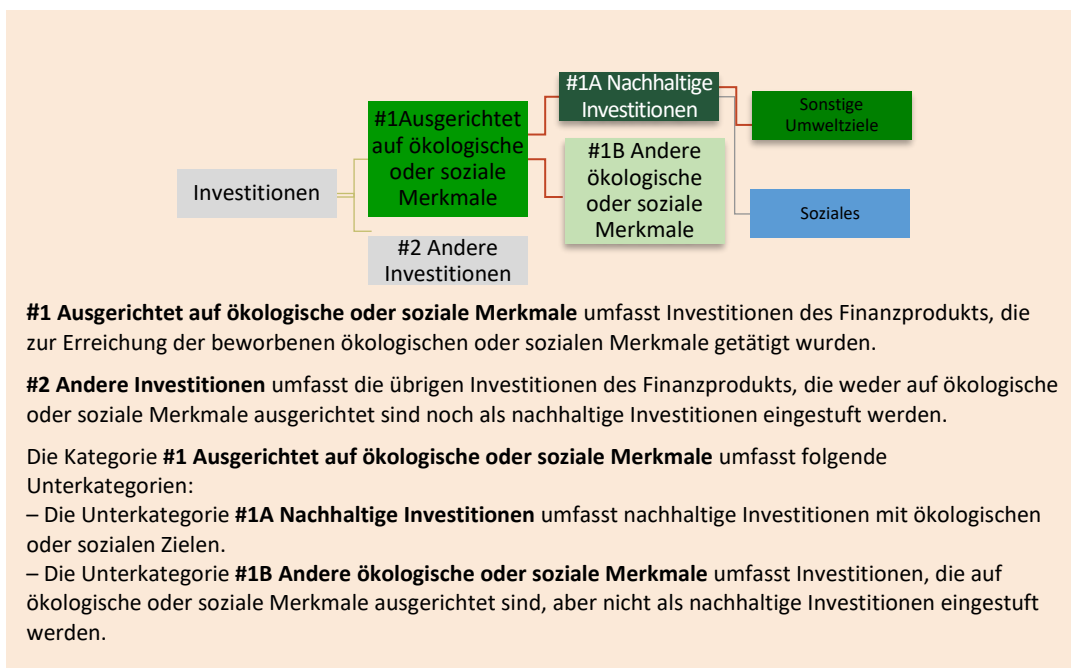 #1A Nachhaltige
Investitionen
Sonstige
Umweltziele
#1Ausgerichtet
auf ökologische
oder soziale
Merkmale
#1B Andere
ökologische
oder soziale
Merkmale
Investitionen
Soziales
#2 Andere
Investitionen
#1 Ausgerichtet auf ökologische oder soziale Merkmale umfasst Investitionen des Finanzprodukts, die
zur Erreichung der beworbenen ökologischen oder sozialen Merkmale getätigt wurden.
#2 Andere Investitionen umfasst die übrigen Investitionen des Finanzprodukts, die weder auf ökologische
oder soziale Merkmale ausgerichtet sind noch als nachhaltige Investitionen eingestuft werden.
Die Kategorie #1 Ausgerichtet auf ökologische oder soziale Merkmale umfasst folgende
Unterkategorien:
– Die Unterkategorie #1A Nachhaltige Investitionen umfasst nachhaltige Investitionen mit ökologischen
oder sozialen Zielen.
– Die Unterkategorie #1B Andere ökologische oder soziale Merkmale umfasst Investitionen, die auf
ökologische oder soziale Merkmale ausgerichtet sind, aber nicht als nachhaltige Investitionen eingestuft
werden.